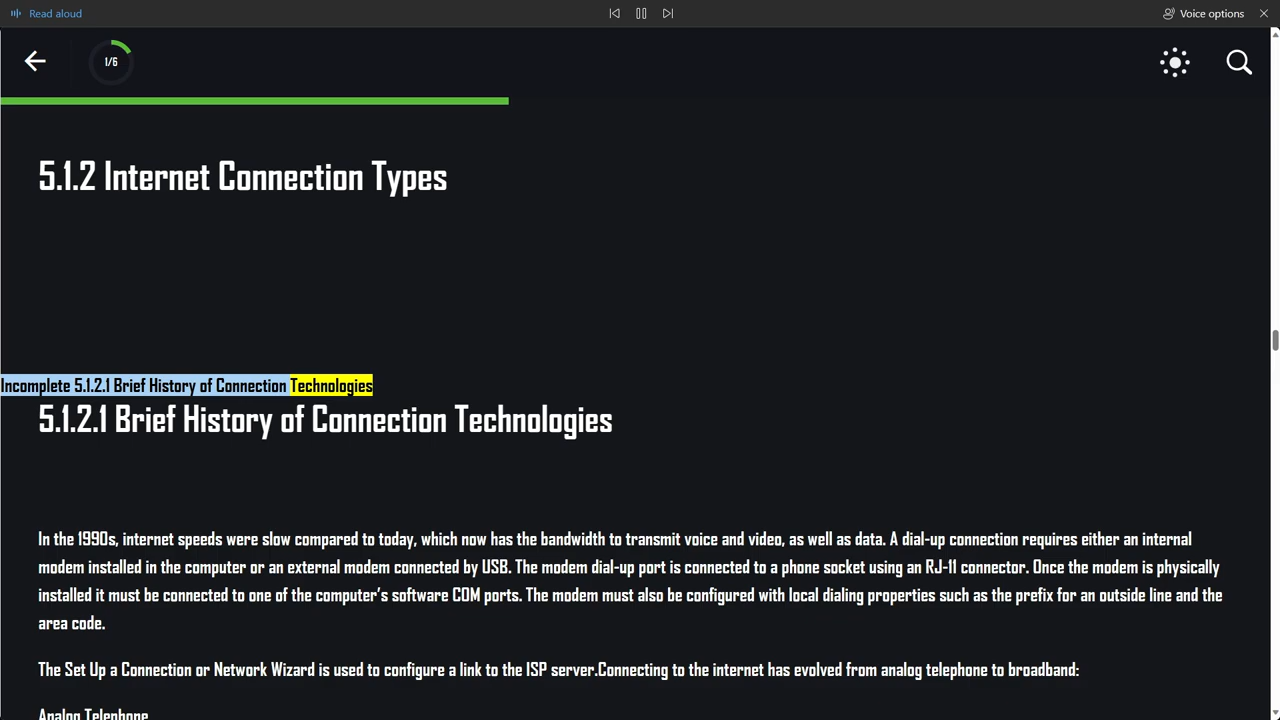 Read aloud
Voice options
1/6
5.1.2 Internet Connection Types
Incomplete 5.1.2.1 Brief History of Connection Technologies
5.1.2.1 Brief History of Connection Technologies
In the 1990s, internet speeds were slow compared to today, which now has the bandwidth to transmit voice and video, as well as data. A dial-up connection requires either an internal
modem installed in the computer or an external modem connected by USB. The modem dial-up port is connected to a phone socket using an RJ-11 connector. Once the modem is physically
installed it must be connected to one of the computer’s software COM ports. The modem must also be configured with local dialing properties such as the prefix for an outside line and the
area code.
The Set Up a Connection or Network Wizard is used to configure a link to the ISP server.Connecting to the internet has evolved from analog telephone to broadband:
Analog Telephone